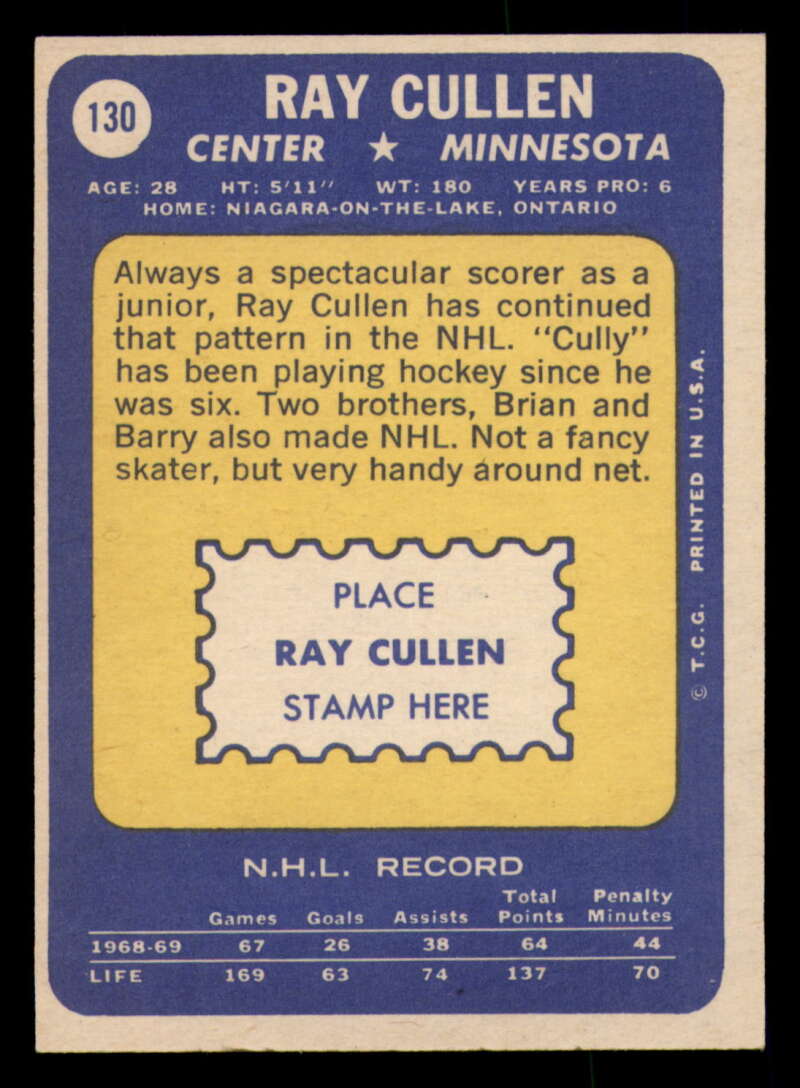 130
RAY CULLEN
CENTER ★ MINNESOTA
AGE: 28 HT: 5'11" WT: 180 YEARS PRO: 6
HOME: NIAGARA-ON-THE-LAKE, ONTARIO
Always a spectacular scorer as a
junior, Ray Cullen has continued
that pattern in the NHL. "Cully"
has been playing hockey since he
was six. Two brothers, Brian and
Barry also made NHL. Not a fancy
skater, but very handy around net.
PLACE
RAY CULLEN
STAMP HERE
© T.C.G. PRINTED IN U.S.A.
N.H.L. RECORD
Games Goals Assists Total Points Penalty Minutes
1968-69 67 26 38 64 44
LIFE 169 63 74 137 70